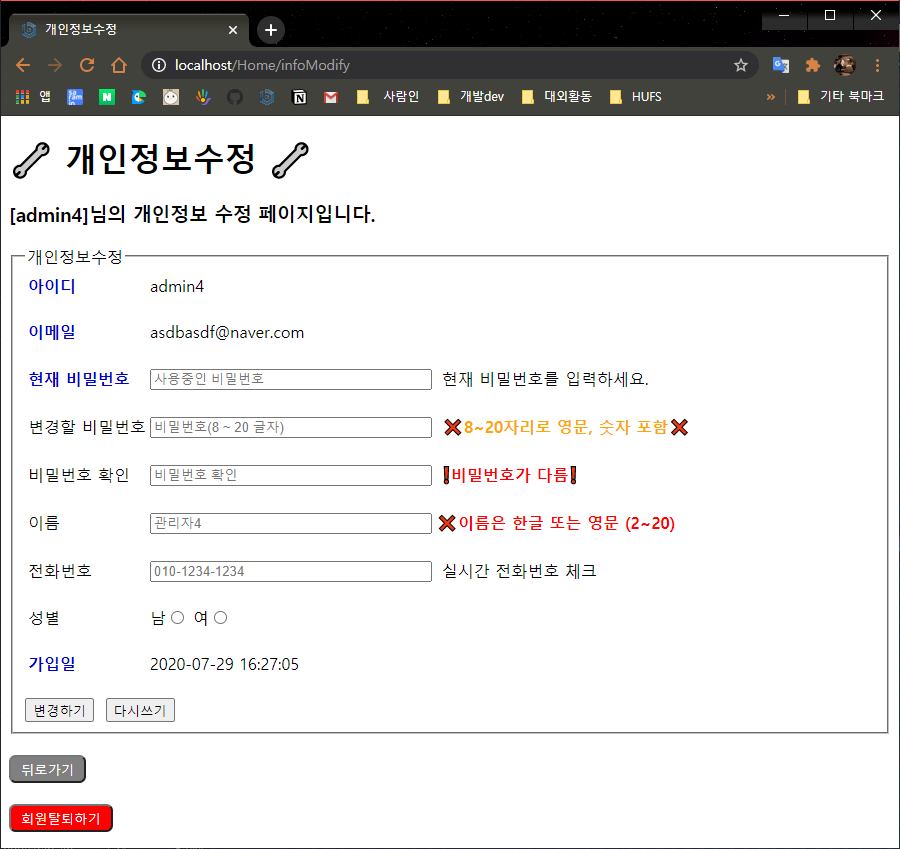 개인정보수정
localhost/Home/infoModify
앱 사람인 개발dev 대외활동 HUFS » 기타 북마크
개인정보수정
[admin4]님의 개인정보 수정 페이지입니다.
개인정보수정
아이디 admin4
이메일 asdbasdf@naver.com
현재 비밀번호 사용중인 비밀번호 현재 비밀번호를 입력하세요.
변경할 비밀번호 비밀번호(8 ~ 20 글자) ❌8~20자리로 영문, 숫자 포함❌
비밀번호 확인 비밀번호 확인 ❗비밀번호가 다름❗
이름 관리자4 ❌이름은 한글 또는 영문 (2~20)
전화번호 010-1234-1234 실시간 전화번호 체크
성별 남 여
가입일 2020-07-29 16:27:05
변경하기 다시쓰기
뒤로가기
회원탈퇴하기